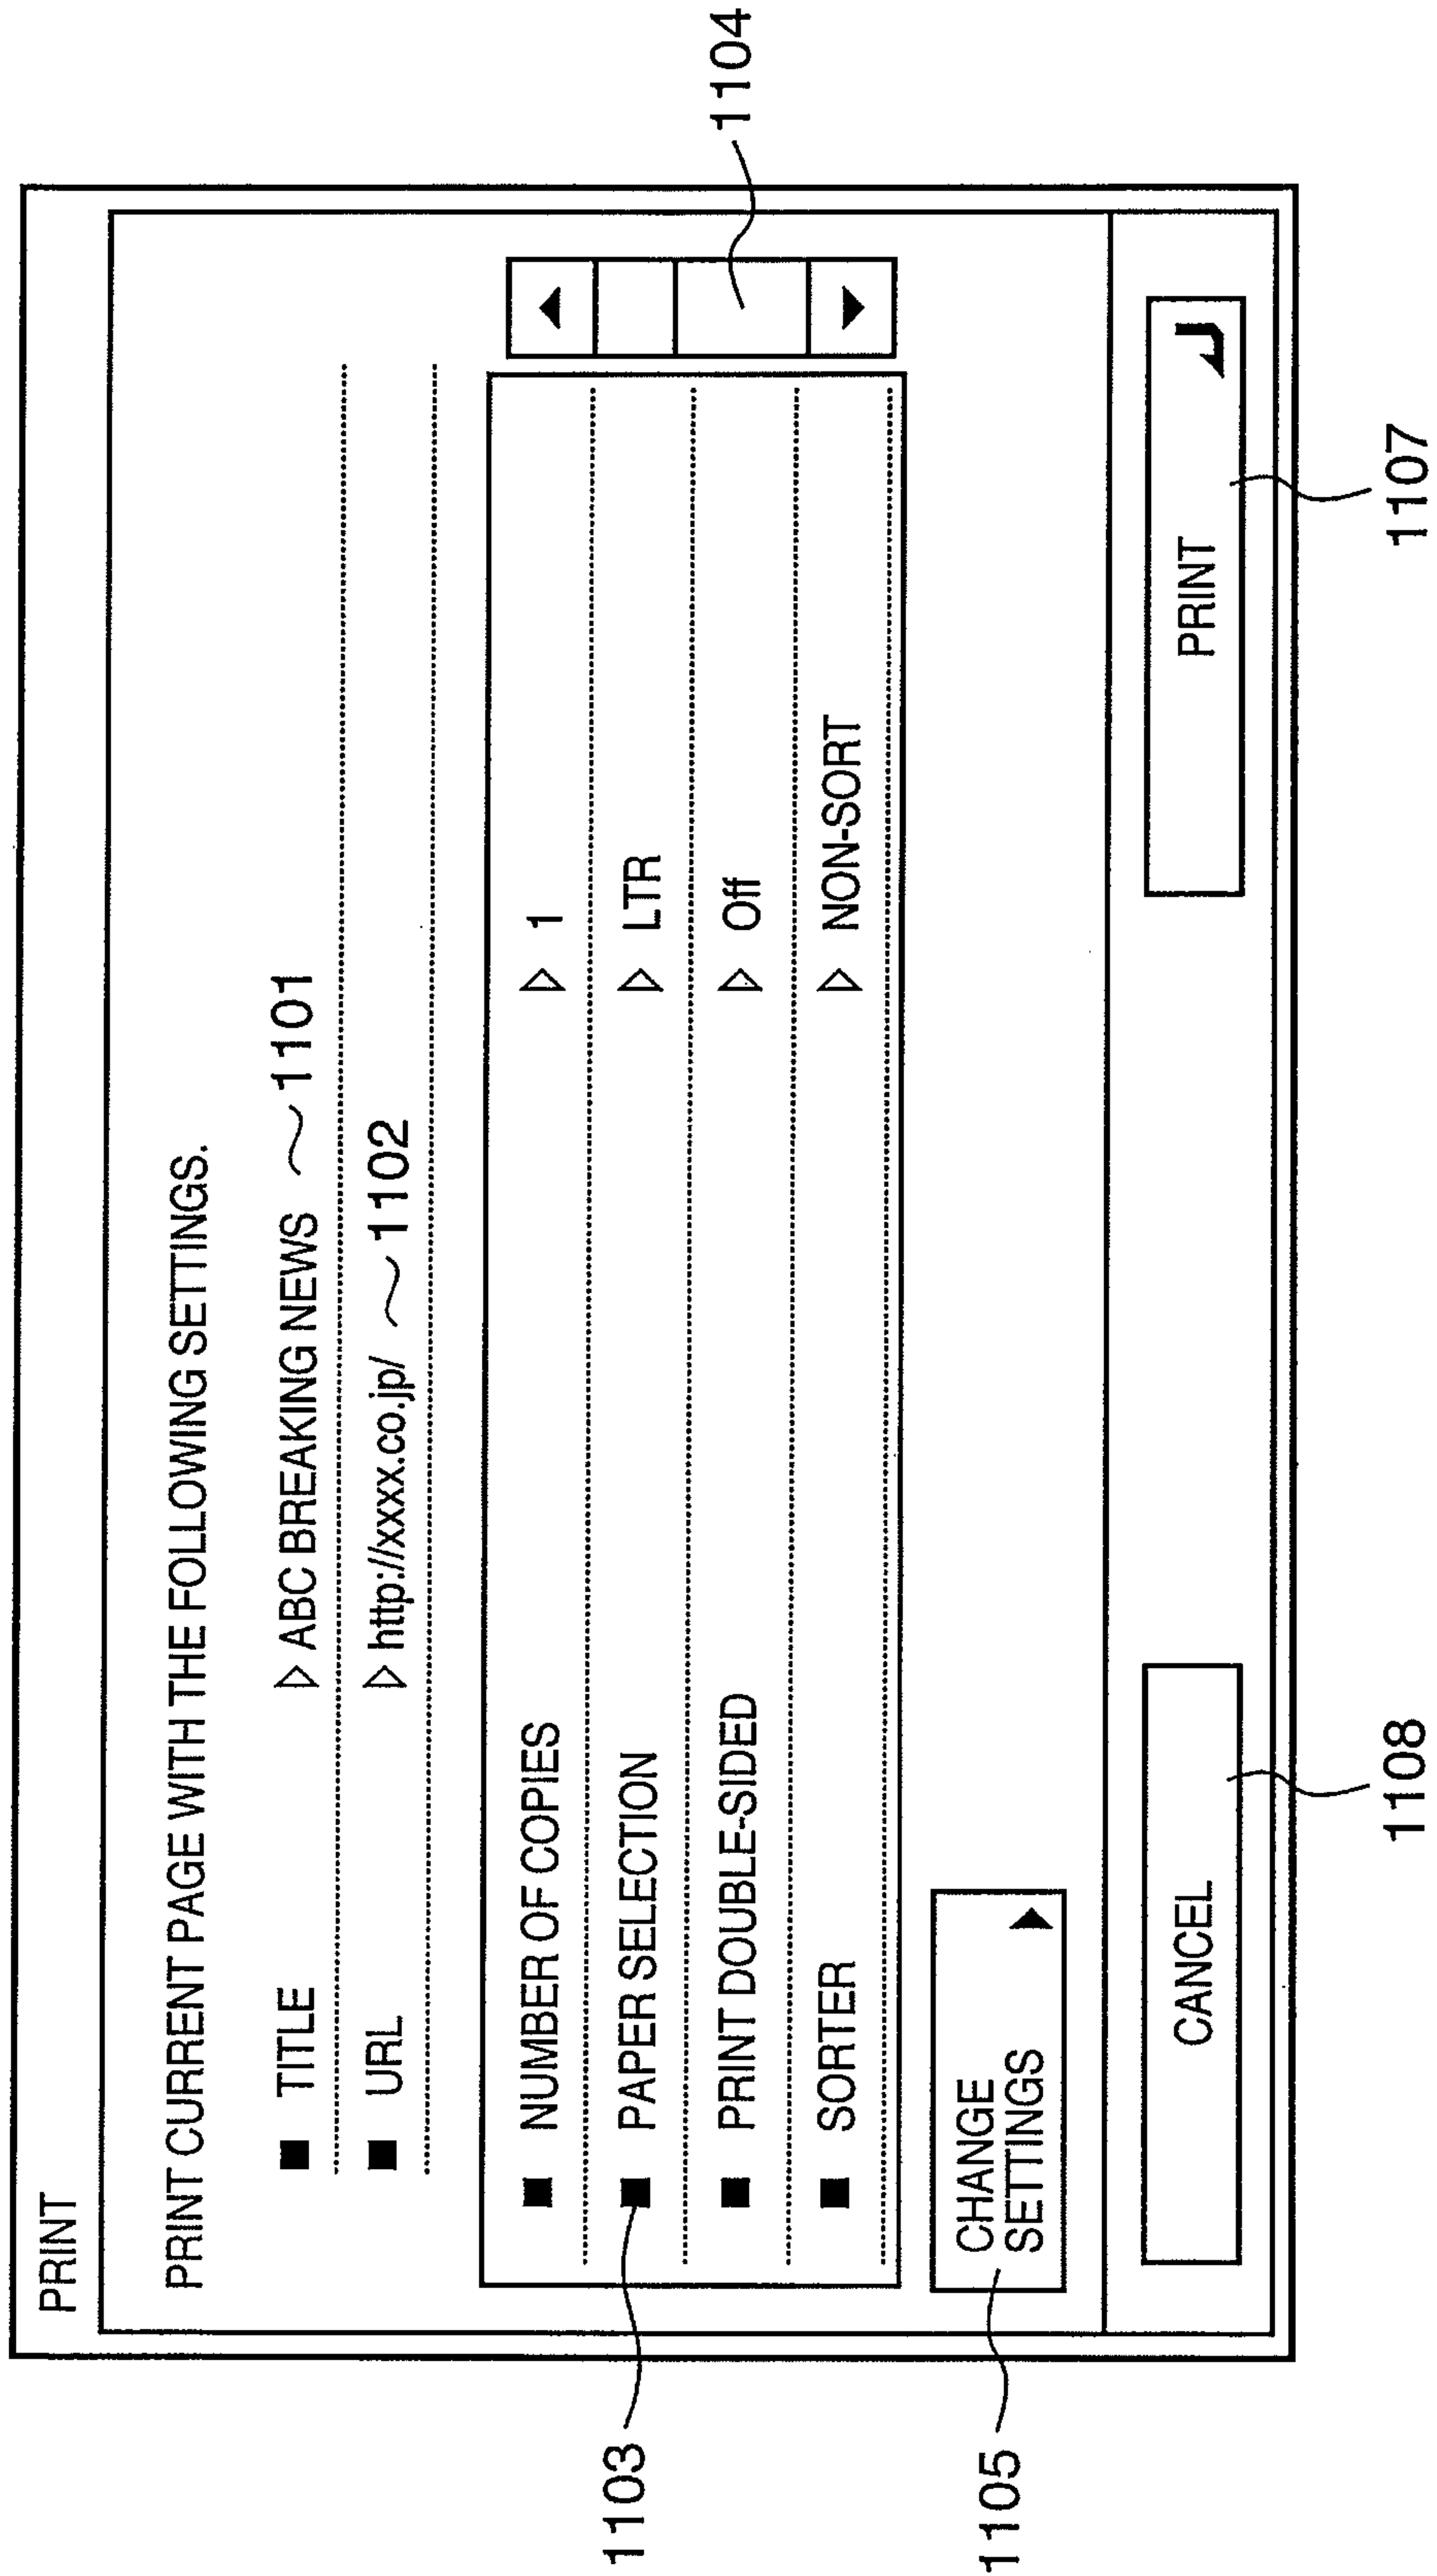 PRINT
PRINT CURRENT PAGE WITH THE FOLLOWING SETTINGS.
■ TITLE ▷ ABC BREAKING NEWS ~1101
■ URL ▷ http://xxxx.co.jp/ ~1102
■ NUMBER OF COPIES ▷ 1
1103 ■ PAPER SELECTION ▷ LTR
■ PRINT DOUBLE-SIDED ▷ Off
1104
■ SORTER ▷ NON-SORT
1105
CHANGE
SETTINGS
CANCEL
PRINT
1108
1107